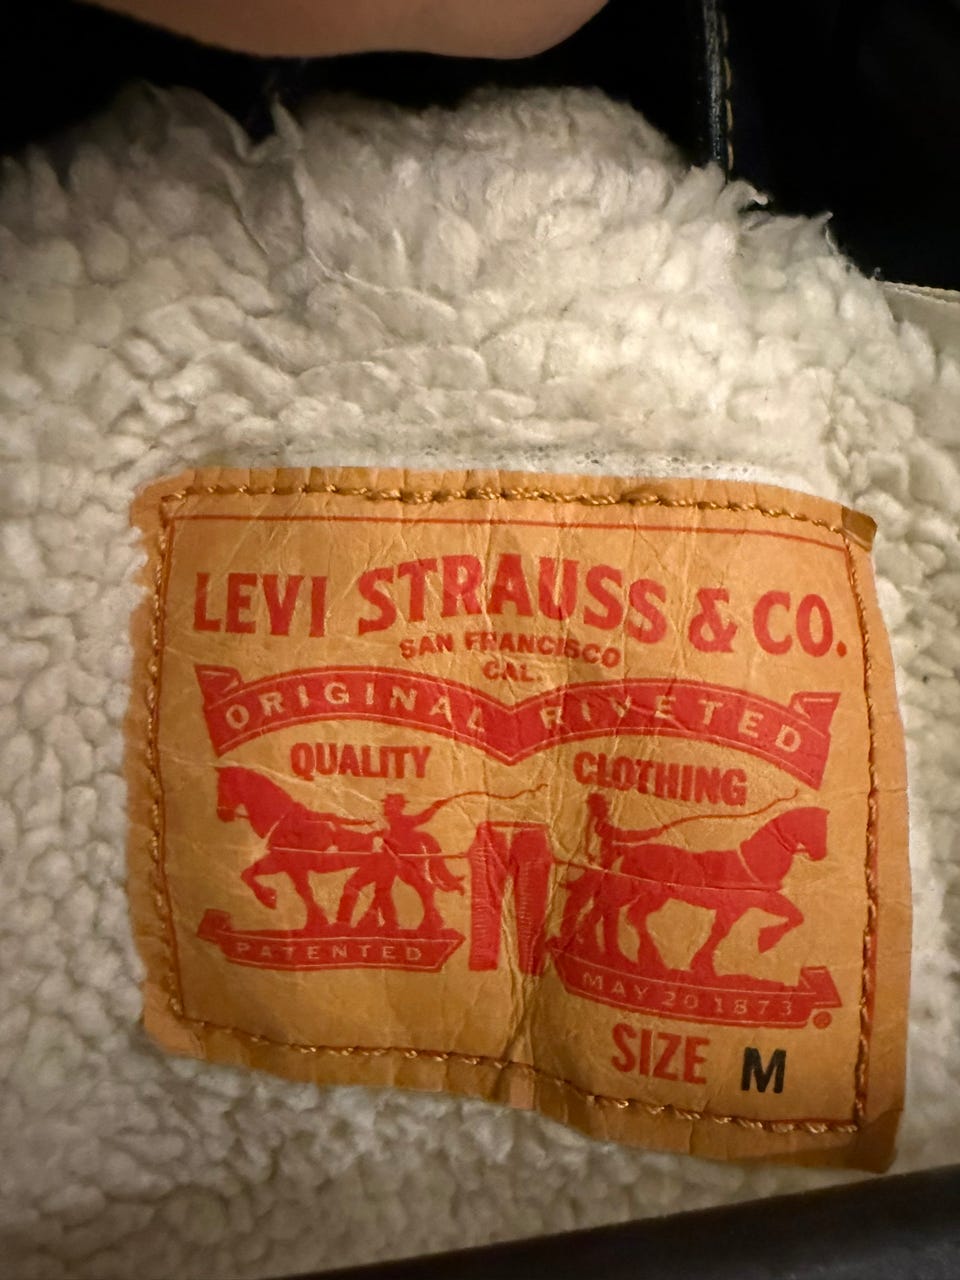 LEVI STRAUSS & CO.
SAN FRANCISCO
CAL.
ORIGINAL RIVETED
QUALITY CLOTHING
PATENTED
MAY 20 1873
SIZE M